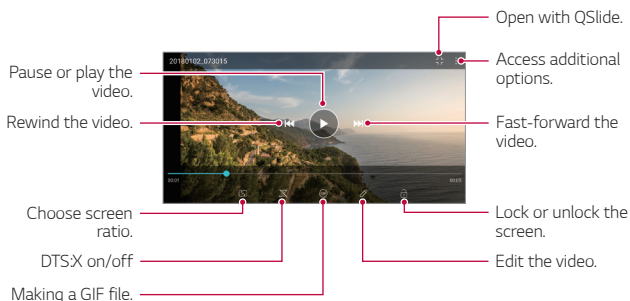 Open with QSlide.
20180102_073015
Access additional
options.
Pause or play the
video.
Rewind the video.
Fast-forward the
video.
00:01
Choose screen
ratio.
Lock or unlock the
screen.
DTS:X on/off
Edit the video.
Making a GIF file.